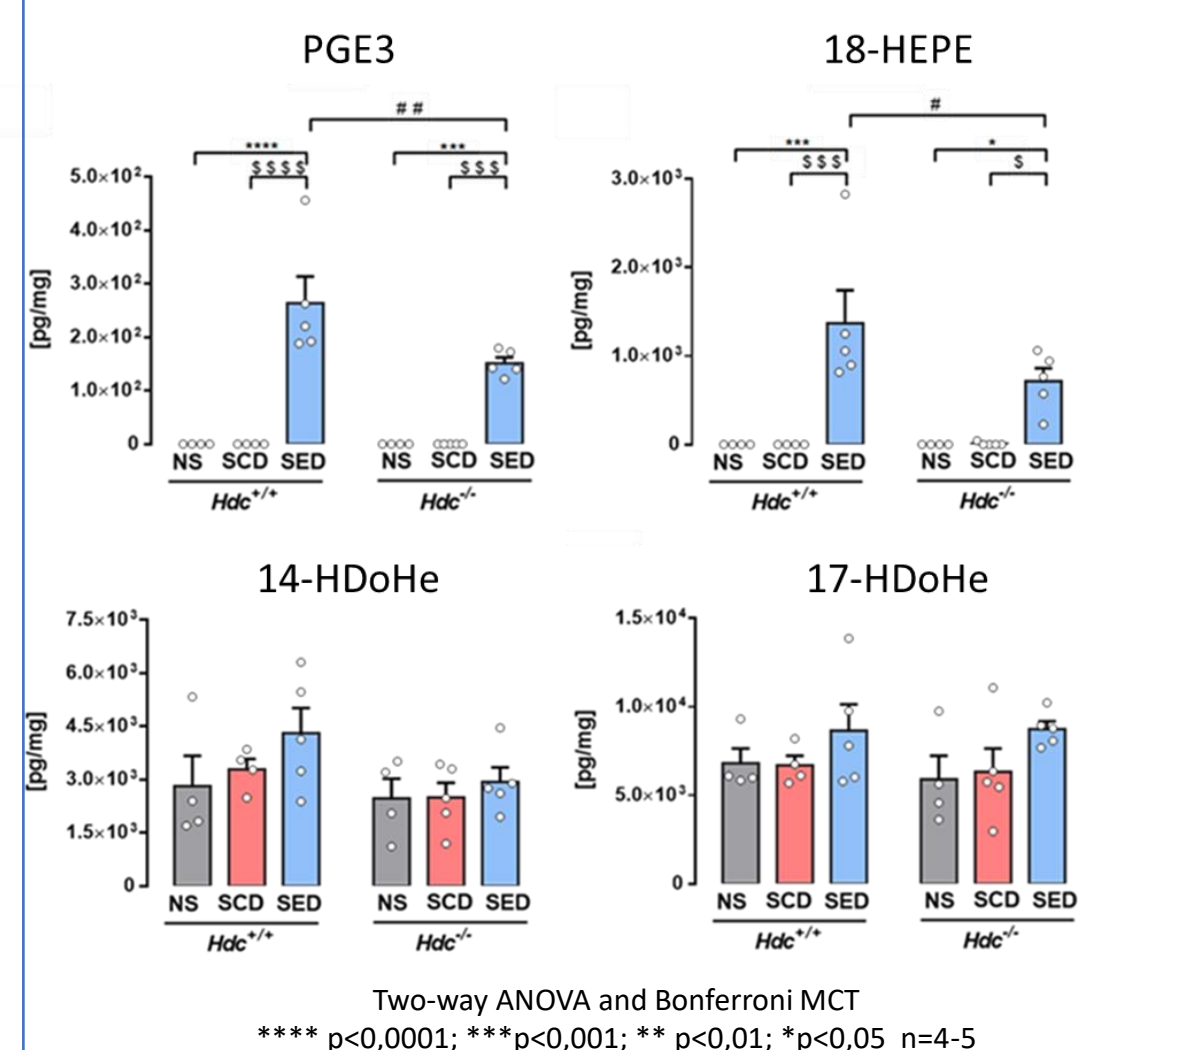 PGE3
# #
****
***
$ $ $ $
$ $ $
5.0×10²
4.0×10²
3.0×10²
2.0×10²
1.0×10²
0
[pg/mg]
NS SCD SED NS SCD SED
Hdc+/+ Hdc-/-
18-HEPE
#
***
*
$ $ $
$
3.0×10³
2.0×10³
1.0×10³
0
[pg/mg]
NS SCD SED NS SCD SED
Hdc+/+ Hdc-/-
14-HDoHe
7.5×10³
6.0×10³
4.5×10³
3.0×10³
1.5×10³
0
[pg/mg]
NS SCD SED NS SCD SED
Hdc+/+ Hdc-/-
17-HDoHe
1.5×10⁴
1.0×10⁴
5.0×10³
0
[pg/mg]
NS SCD SED NS SCD SED
Hdc+/+ Hdc-/-
Two-way ANOVA and Bonferroni MCT
**** p<0,0001; ***p<0,001; ** p<0,01; *p<0,05 n=4-5